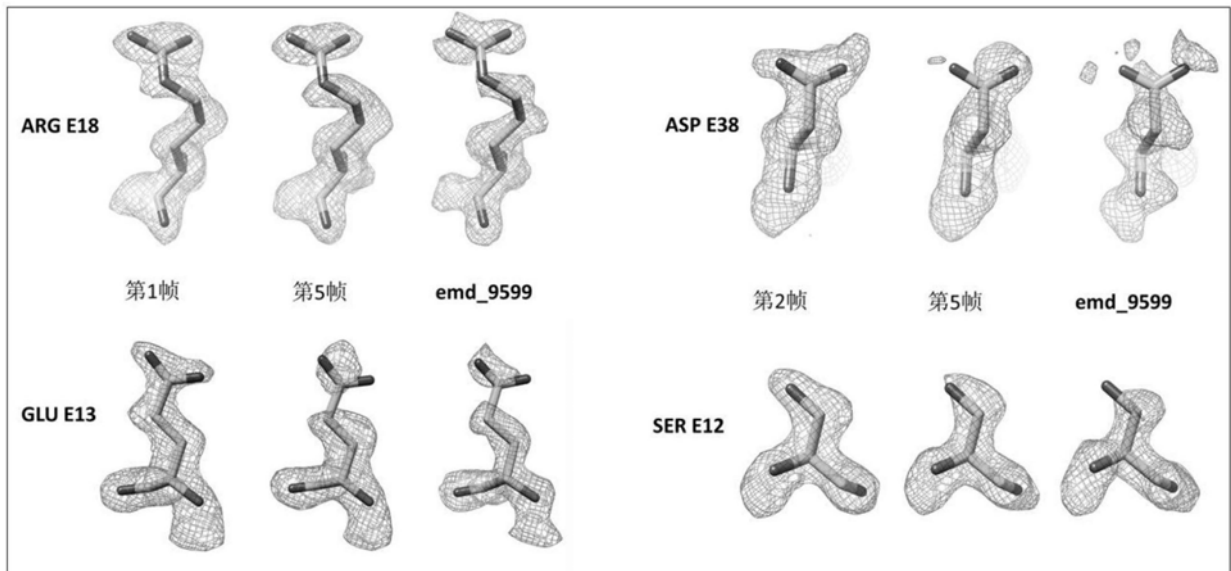 ARG E18
ASP E38
第1帧
第5帧
emd_9599
第2帧
第5帧
emd_9599
GLU E13
SER E12